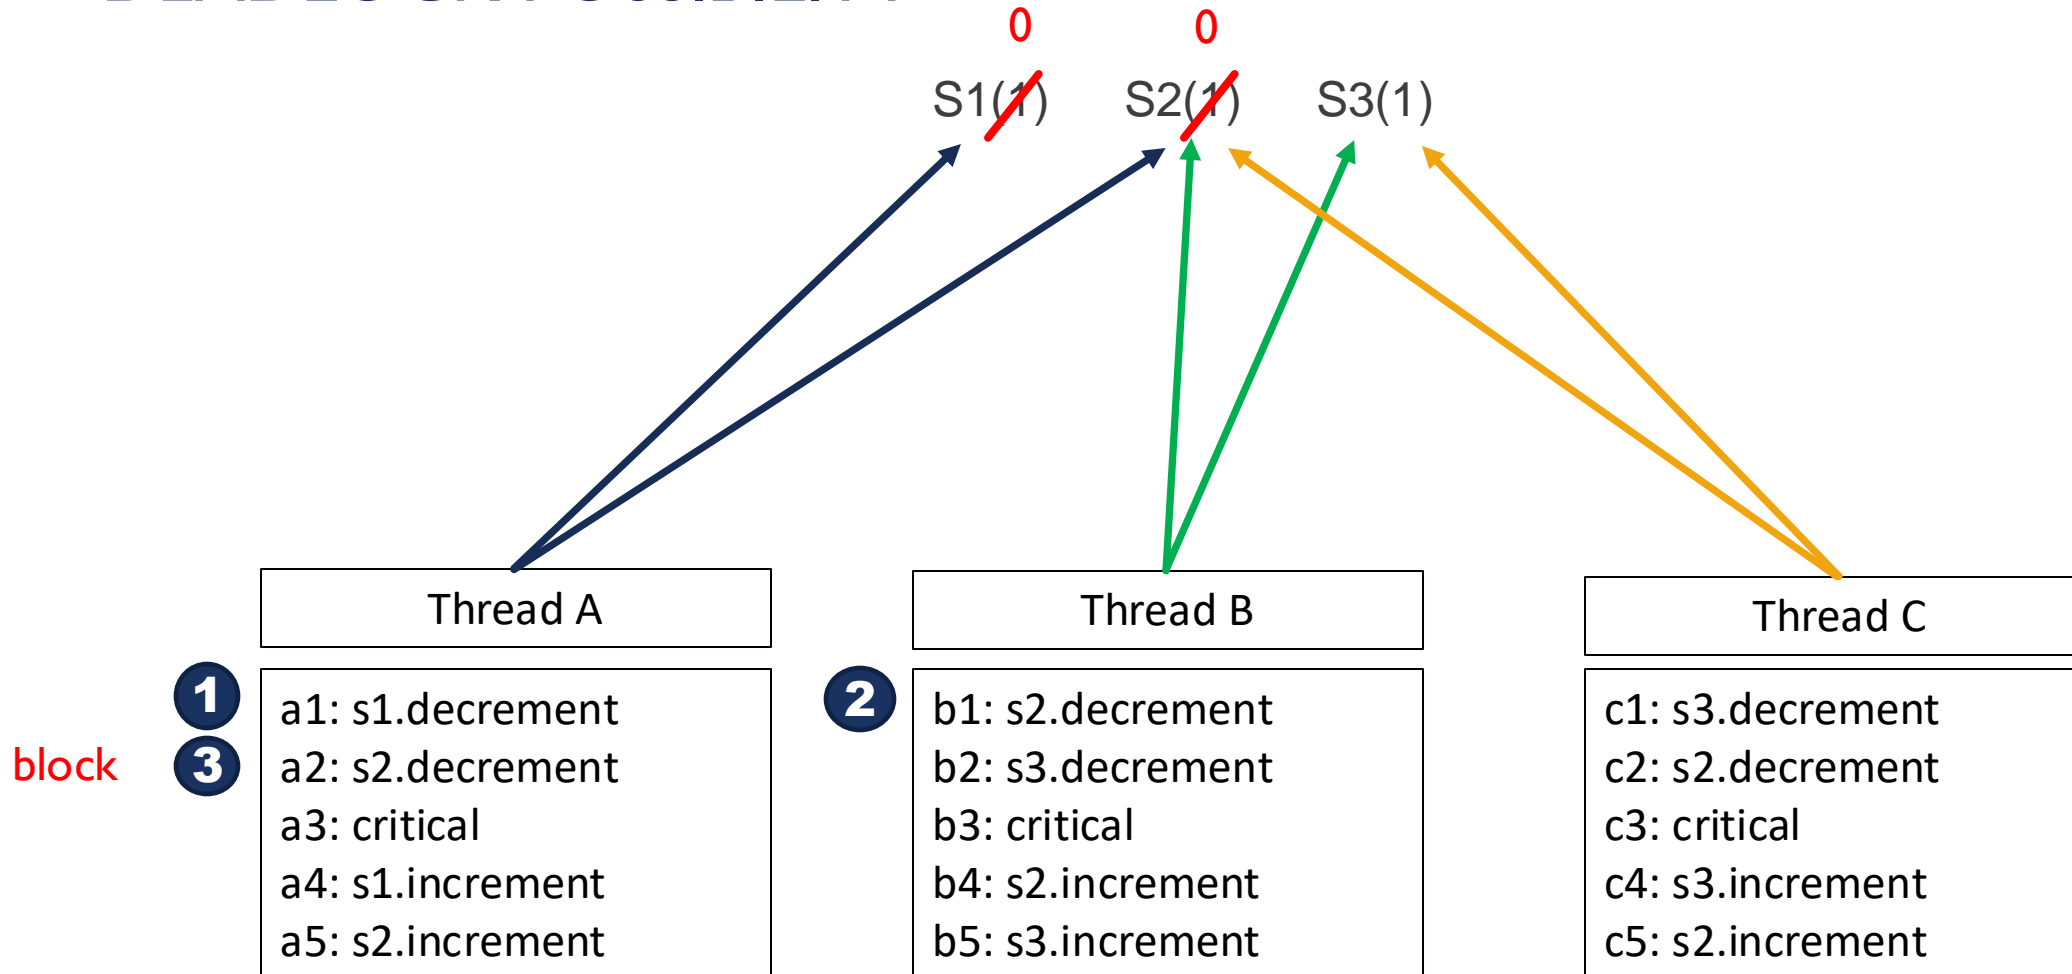 0 0
S1(1) S2(1) S3(1)
Thread A
Thread B
Thread C
1
block
3
a1: s1.decrement
a2: s2.decrement
a3: critical
a4: s1.increment
a5: s2.increment
2
b1: s2.decrement
b2: s3.decrement
b3: critical
b4: s2.increment
b5: s3.increment
c1: s3.decrement
c2: s2.decrement
c3: critical
c4: s3.increment
c5: s2.increment